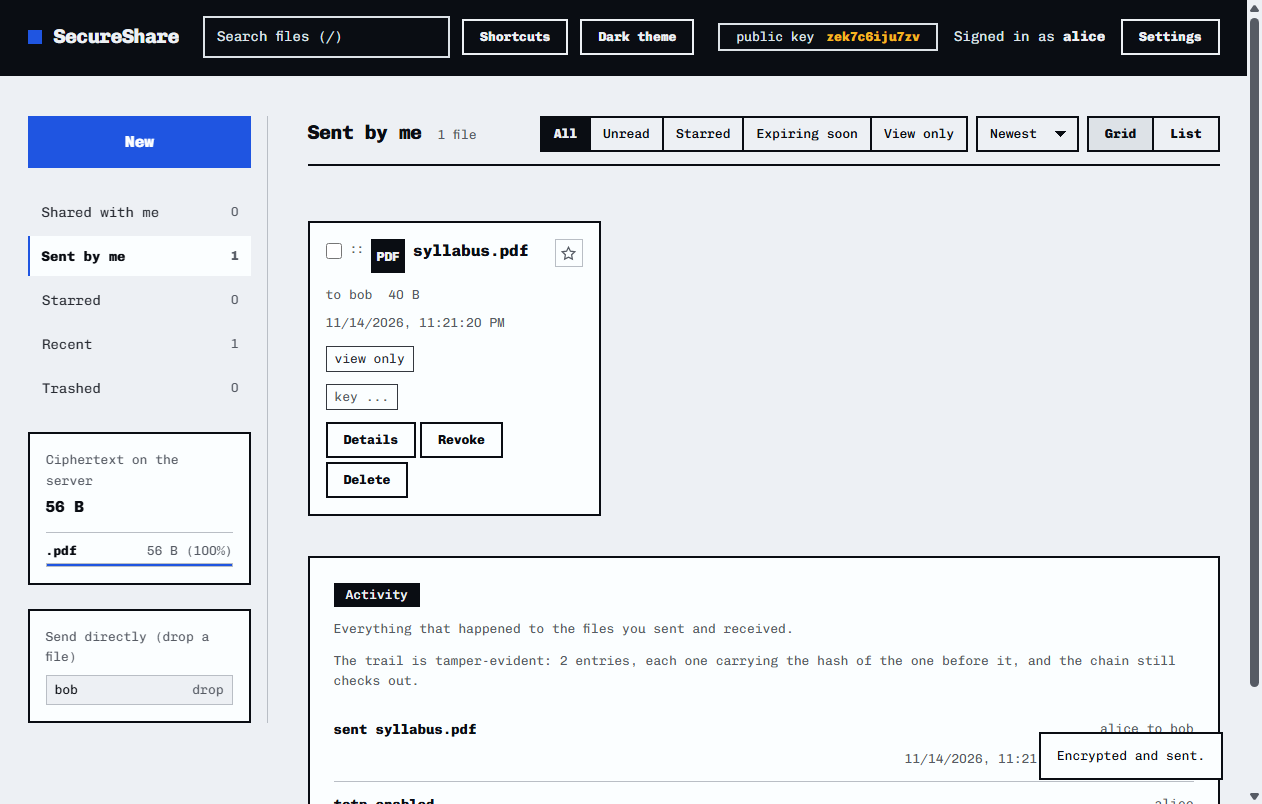 SecureShare
Search files (/)
Shortcuts
Dark theme
public key zek7c6iju7zv
Signed in as alice
Settings
New
Shared with me 0
Sent by me 1
Starred 0
Recent 1
Trashed 0
Ciphertext on the
server
56 B
.pdf 56 B (100%)
Send directly (drop a
file)
bob drop
Sent by me 1 file
All
Unread
Starred
Expiring soon
View only
Newest
Grid
List
:: PDF syllabus.pdf
to bob 40 B
11/14/2026, 11:21:20 PM
view only
key ...
Details
Revoke
Delete
Activity
Everything that happened to the files you sent and received.
The trail is tamper-evident: 2 entries, each one carrying the hash of the one before it, and the chain still
checks out.
sent syllabus.pdf alice to bob
11/14/2026, 11:21
Encrypted and sent.
totp enabled alice